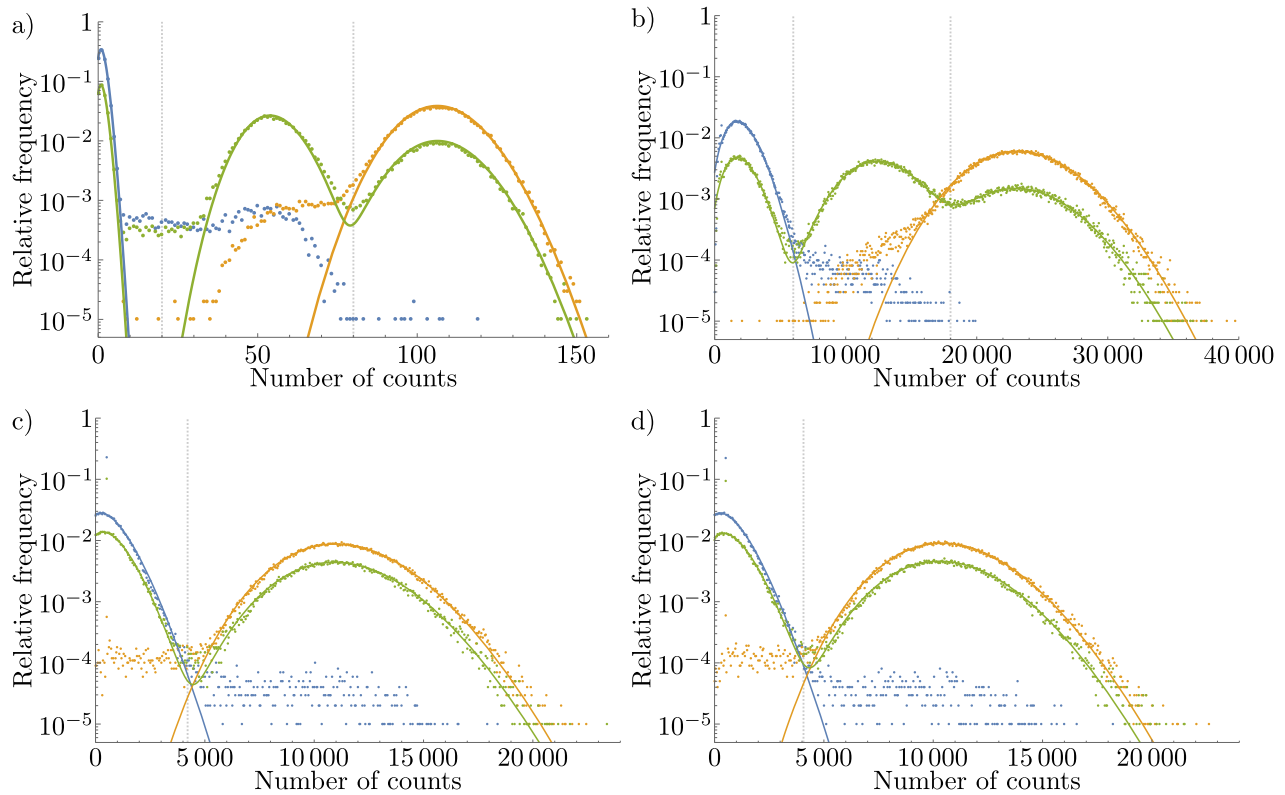 a)
Relative frequency
1
10⁻¹
10⁻²
10⁻³
10⁻⁴
10⁻⁵
0 50 100 150
Number of counts
b)
Relative frequency
1
10⁻¹
10⁻²
10⁻³
10⁻⁴
10⁻⁵
0 10 000 20 000 30 000 40 000
Number of counts
c)
Relative frequency
1
10⁻¹
10⁻²
10⁻³
10⁻⁴
10⁻⁵
0 5 000 10 000 15 000 20 000
Number of counts
d)
Relative frequency
1
10⁻¹
10⁻²
10⁻³
10⁻⁴
10⁻⁵
0 5 000 10 000 15 000 20 000
Number of counts